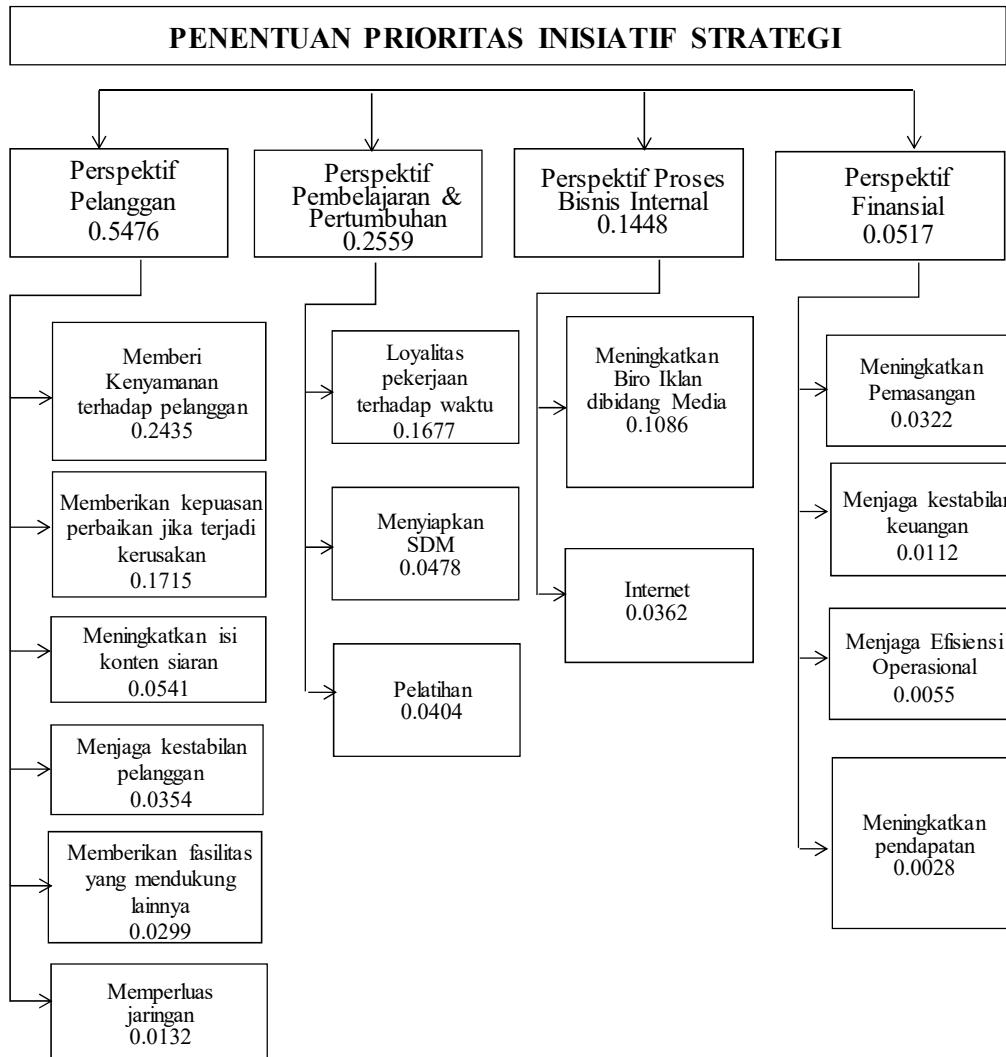 PENENTUAN PRIORITAS INISIATIF STRATEGI
Perspektif
Pelanggan
0.5476
Perspektif
Pembelajaran &
Pertumbuhan
0.2559
Perspektif Proses
Bisnis Internal
0.1448
Perspektif
Finansial
0.0517
Memberi
Kenyamanan
terhadap pelanggan
0.2435
Memberikan kepuasan
perbaikan jika terjadi
kerusakan
0.1715
Meningkatkan isi
konten siaran
0.0541
Menjaga kestabilan
pelanggan
0.0354
Memberikan fasilitas
yang mendukung
lainnya
0.0299
Memperluas
jaringan
0.0132
Loyalitas
pekerjaan
terhadap waktu
0.1677
Menyiapkan
SDM
0.0478
Pelatihan
0.0404
Meningkatkan
Biro Iklan
dibidang Media
0.1086
Internet
0.0362
Meningkatkan
Pemasangan
0.0322
Menjaga kestabilan
keuangan
0.0112
Menjaga Efisiensi
Operasional
0.0055
Meningkatkan
pendapatan
0.0028